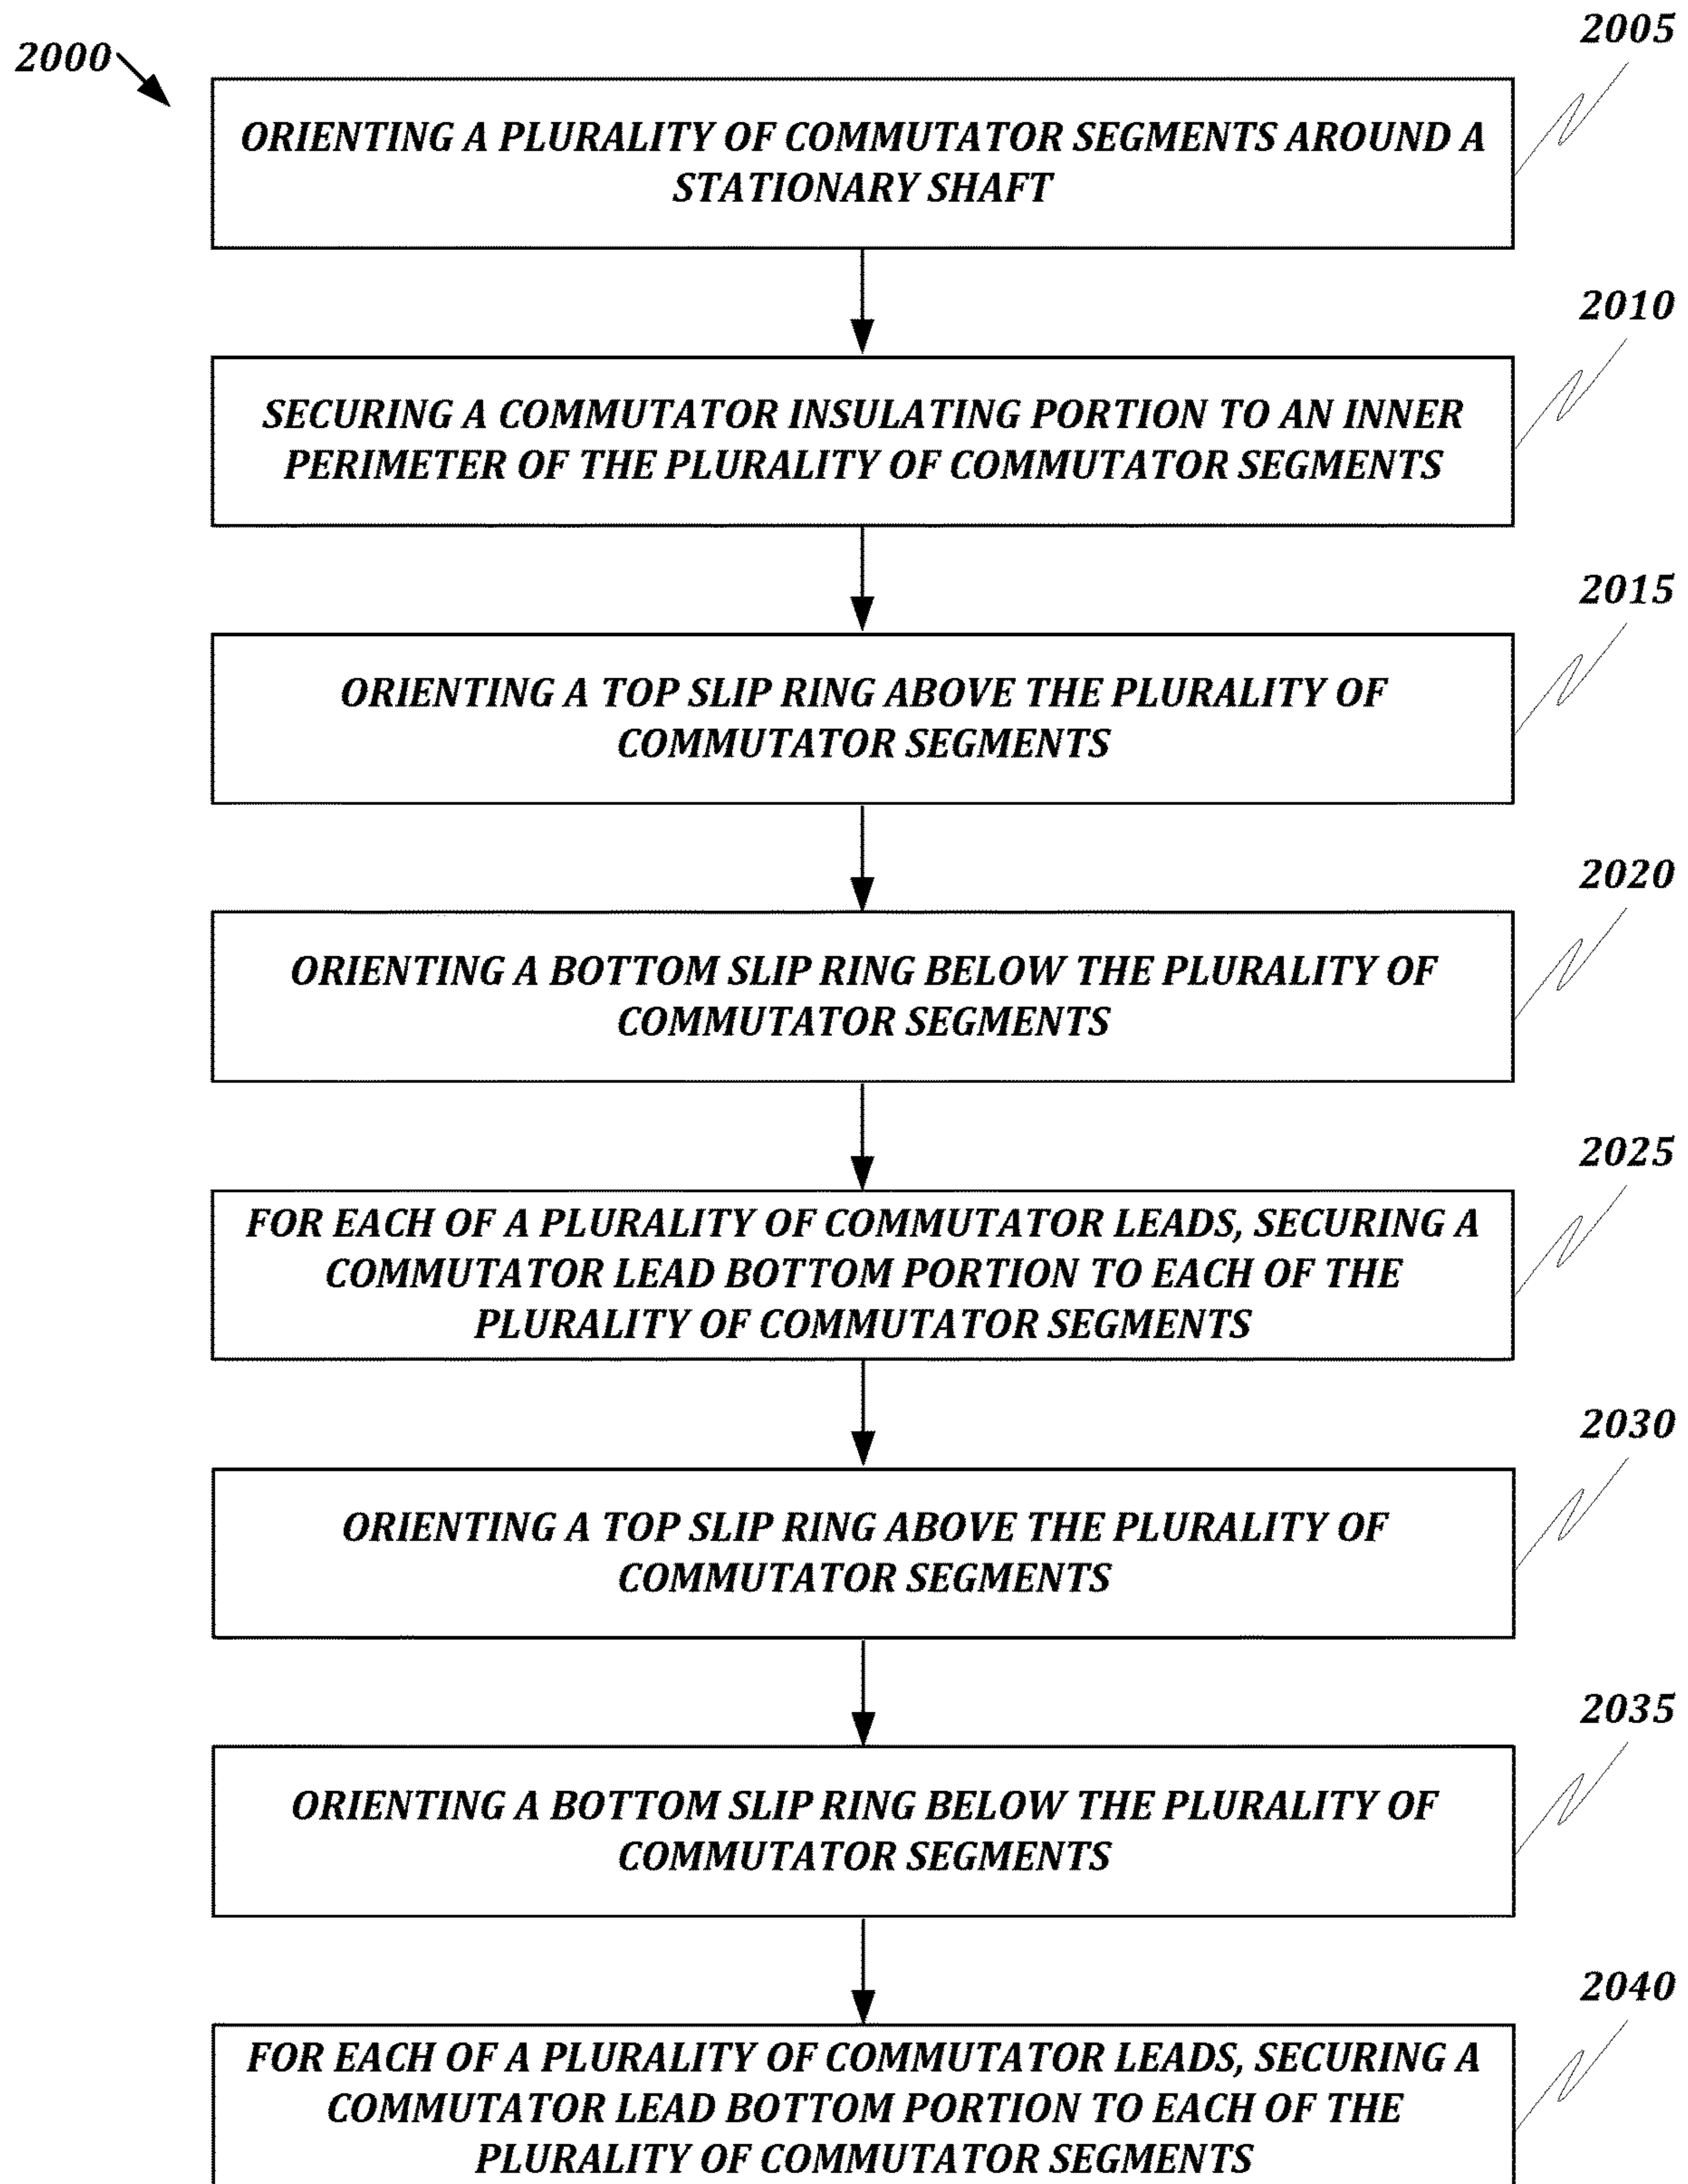 2005
2000
ORIENTING A PLURALITY OF COMMUTATOR SEGMENTS AROUND A
STATIONARY SHAFT
2010
SECURING A COMMUTATOR INSULATING PORTION TO AN INNER
PERIMETER OF THE PLURALITY OF COMMUTATOR SEGMENTS
2015
ORIENTING A TOP SLIP RING ABOVE THE PLURALITY OF
COMMUTATOR SEGMENTS
2020
ORIENTING A BOTTOM SLIP RING BELOW THE PLURALITY OF
COMMUTATOR SEGMENTS
2025
FOR EACH OF A PLURALITY OF COMMUTATOR LEADS, SECURING A
COMMUTATOR LEAD BOTTOM PORTION TO EACH OF THE
PLURALITY OF COMMUTATOR SEGMENTS
2030
ORIENTING A TOP SLIP RING ABOVE THE PLURALITY OF
COMMUTATOR SEGMENTS
2035
ORIENTING A BOTTOM SLIP RING BELOW THE PLURALITY OF
COMMUTATOR SEGMENTS
2040
FOR EACH OF A PLURALITY OF COMMUTATOR LEADS, SECURING A
COMMUTATOR LEAD BOTTOM PORTION TO EACH OF THE
PLURALITY OF COMMUTATOR SEGMENTS